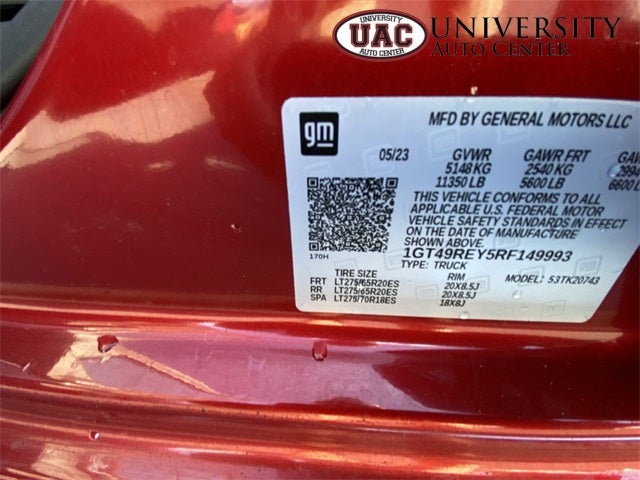 UNIVERSITY
UAC
AUTO CENTER
UNIVERSITY
AUTO CENTER
gm
MFD BY GENERAL MOTORS LLC
05/23 GVWR GAWR FRT
5148 KG 2540 KG
11350 LB 5600 LB 6600
THIS VEHICLE CONFORMS TO ALL
APPLICABLE U.S. FEDERAL MOTOR
VEHICLE SAFETY STANDARDS IN EFFECT
ON THE DATE OF MANUFACTURE
SHOWN ABOVE.
170H
1GT49REY5RF149993
TYPE: TRUCK
MODEL: 53TK20743
TIRE SIZE RIM
FRT LT275/65R20ES 20X8.5J
RR LT275/65R20ES 20X8.5J
SPA LT275/70R18ES 18X8J